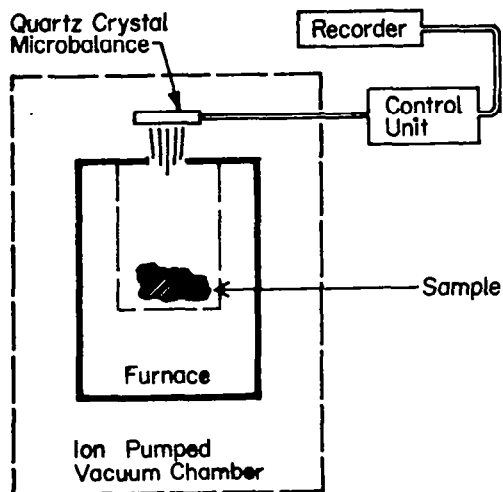 Quartz Crystal
Microbalance
Recorder
Control
Unit
Sample
Furnace
Ion Pumped
Vacuum Chamber